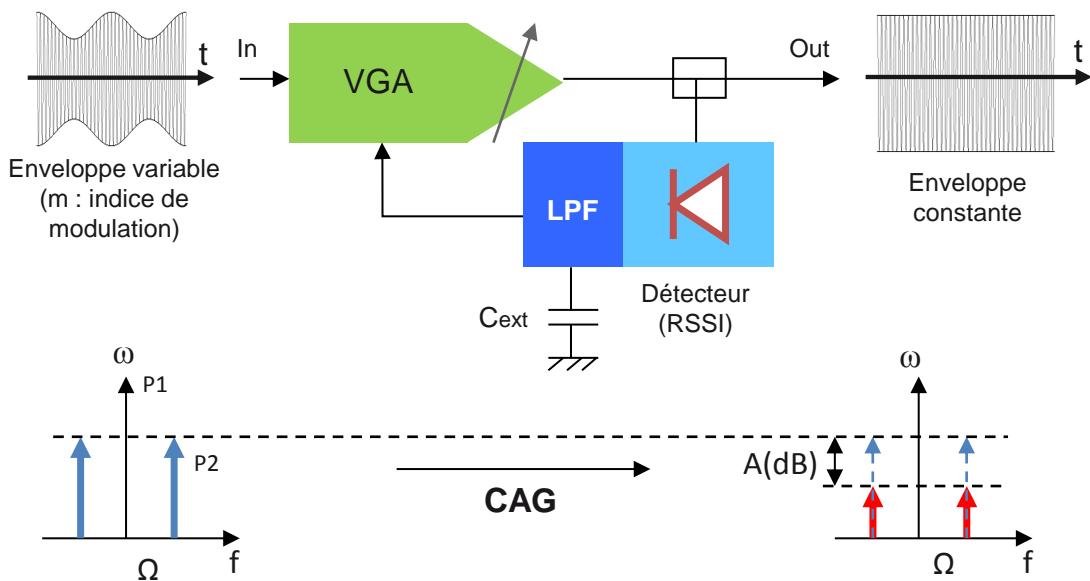 t
In
VGA
Out
t
Enveloppe variable
(m : indice de
modulation)
LPF
Enveloppe
constante
Cext
Détecteur
(RSSI)
ω
P1
P2
Ω
f
CAG
ω
A(dB)
Ω
f